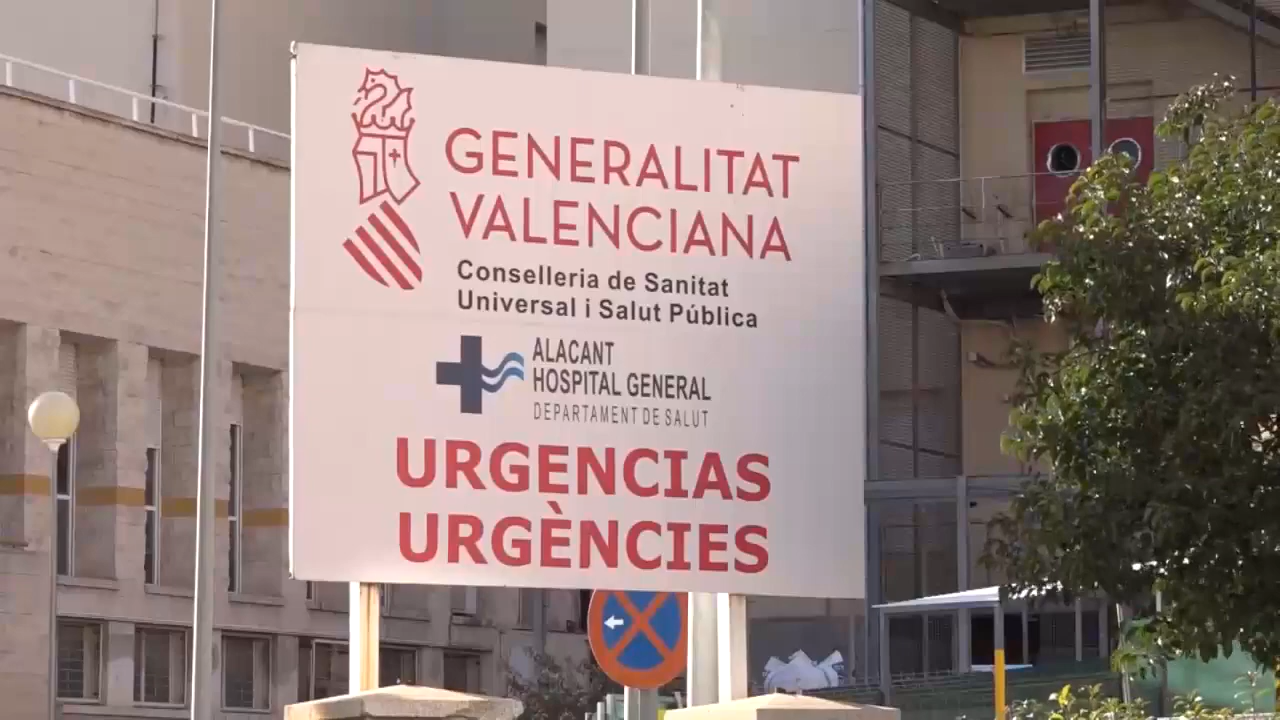 GENERALITAT
VALENCIANA
Conselleria de Sanitat
Universal i Salut Pública
ALACANT
HOSPITAL GENERAL
DEPARTAMENT DE SALUT
URGENCIAS
URGÈNCIES